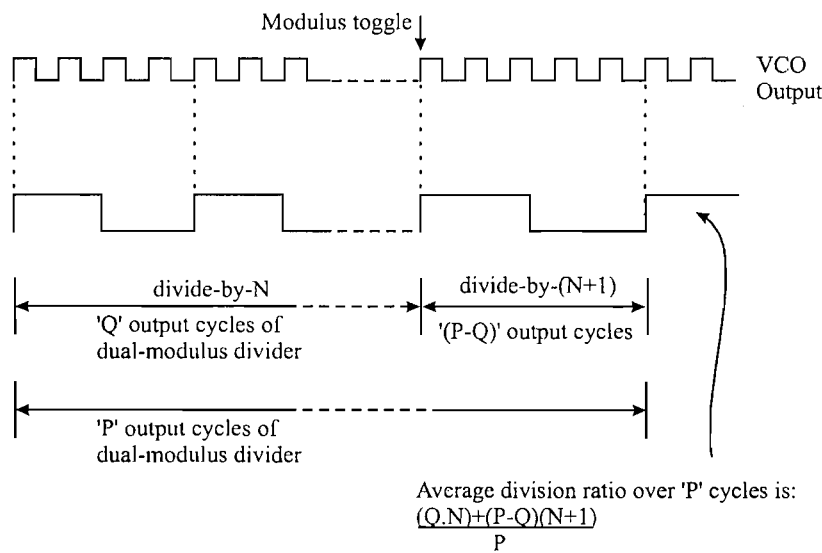 Modulus toggle
VCO
Output
divide-by-N
divide-by-(N+1)
'Q' output cycles of
dual-modulus divider
'(P-Q)' output cycles
'P' output cycles of
dual-modulus divider
Average division ratio over 'P' cycles is:
(Q.N)+(P-Q)(N+1)
P